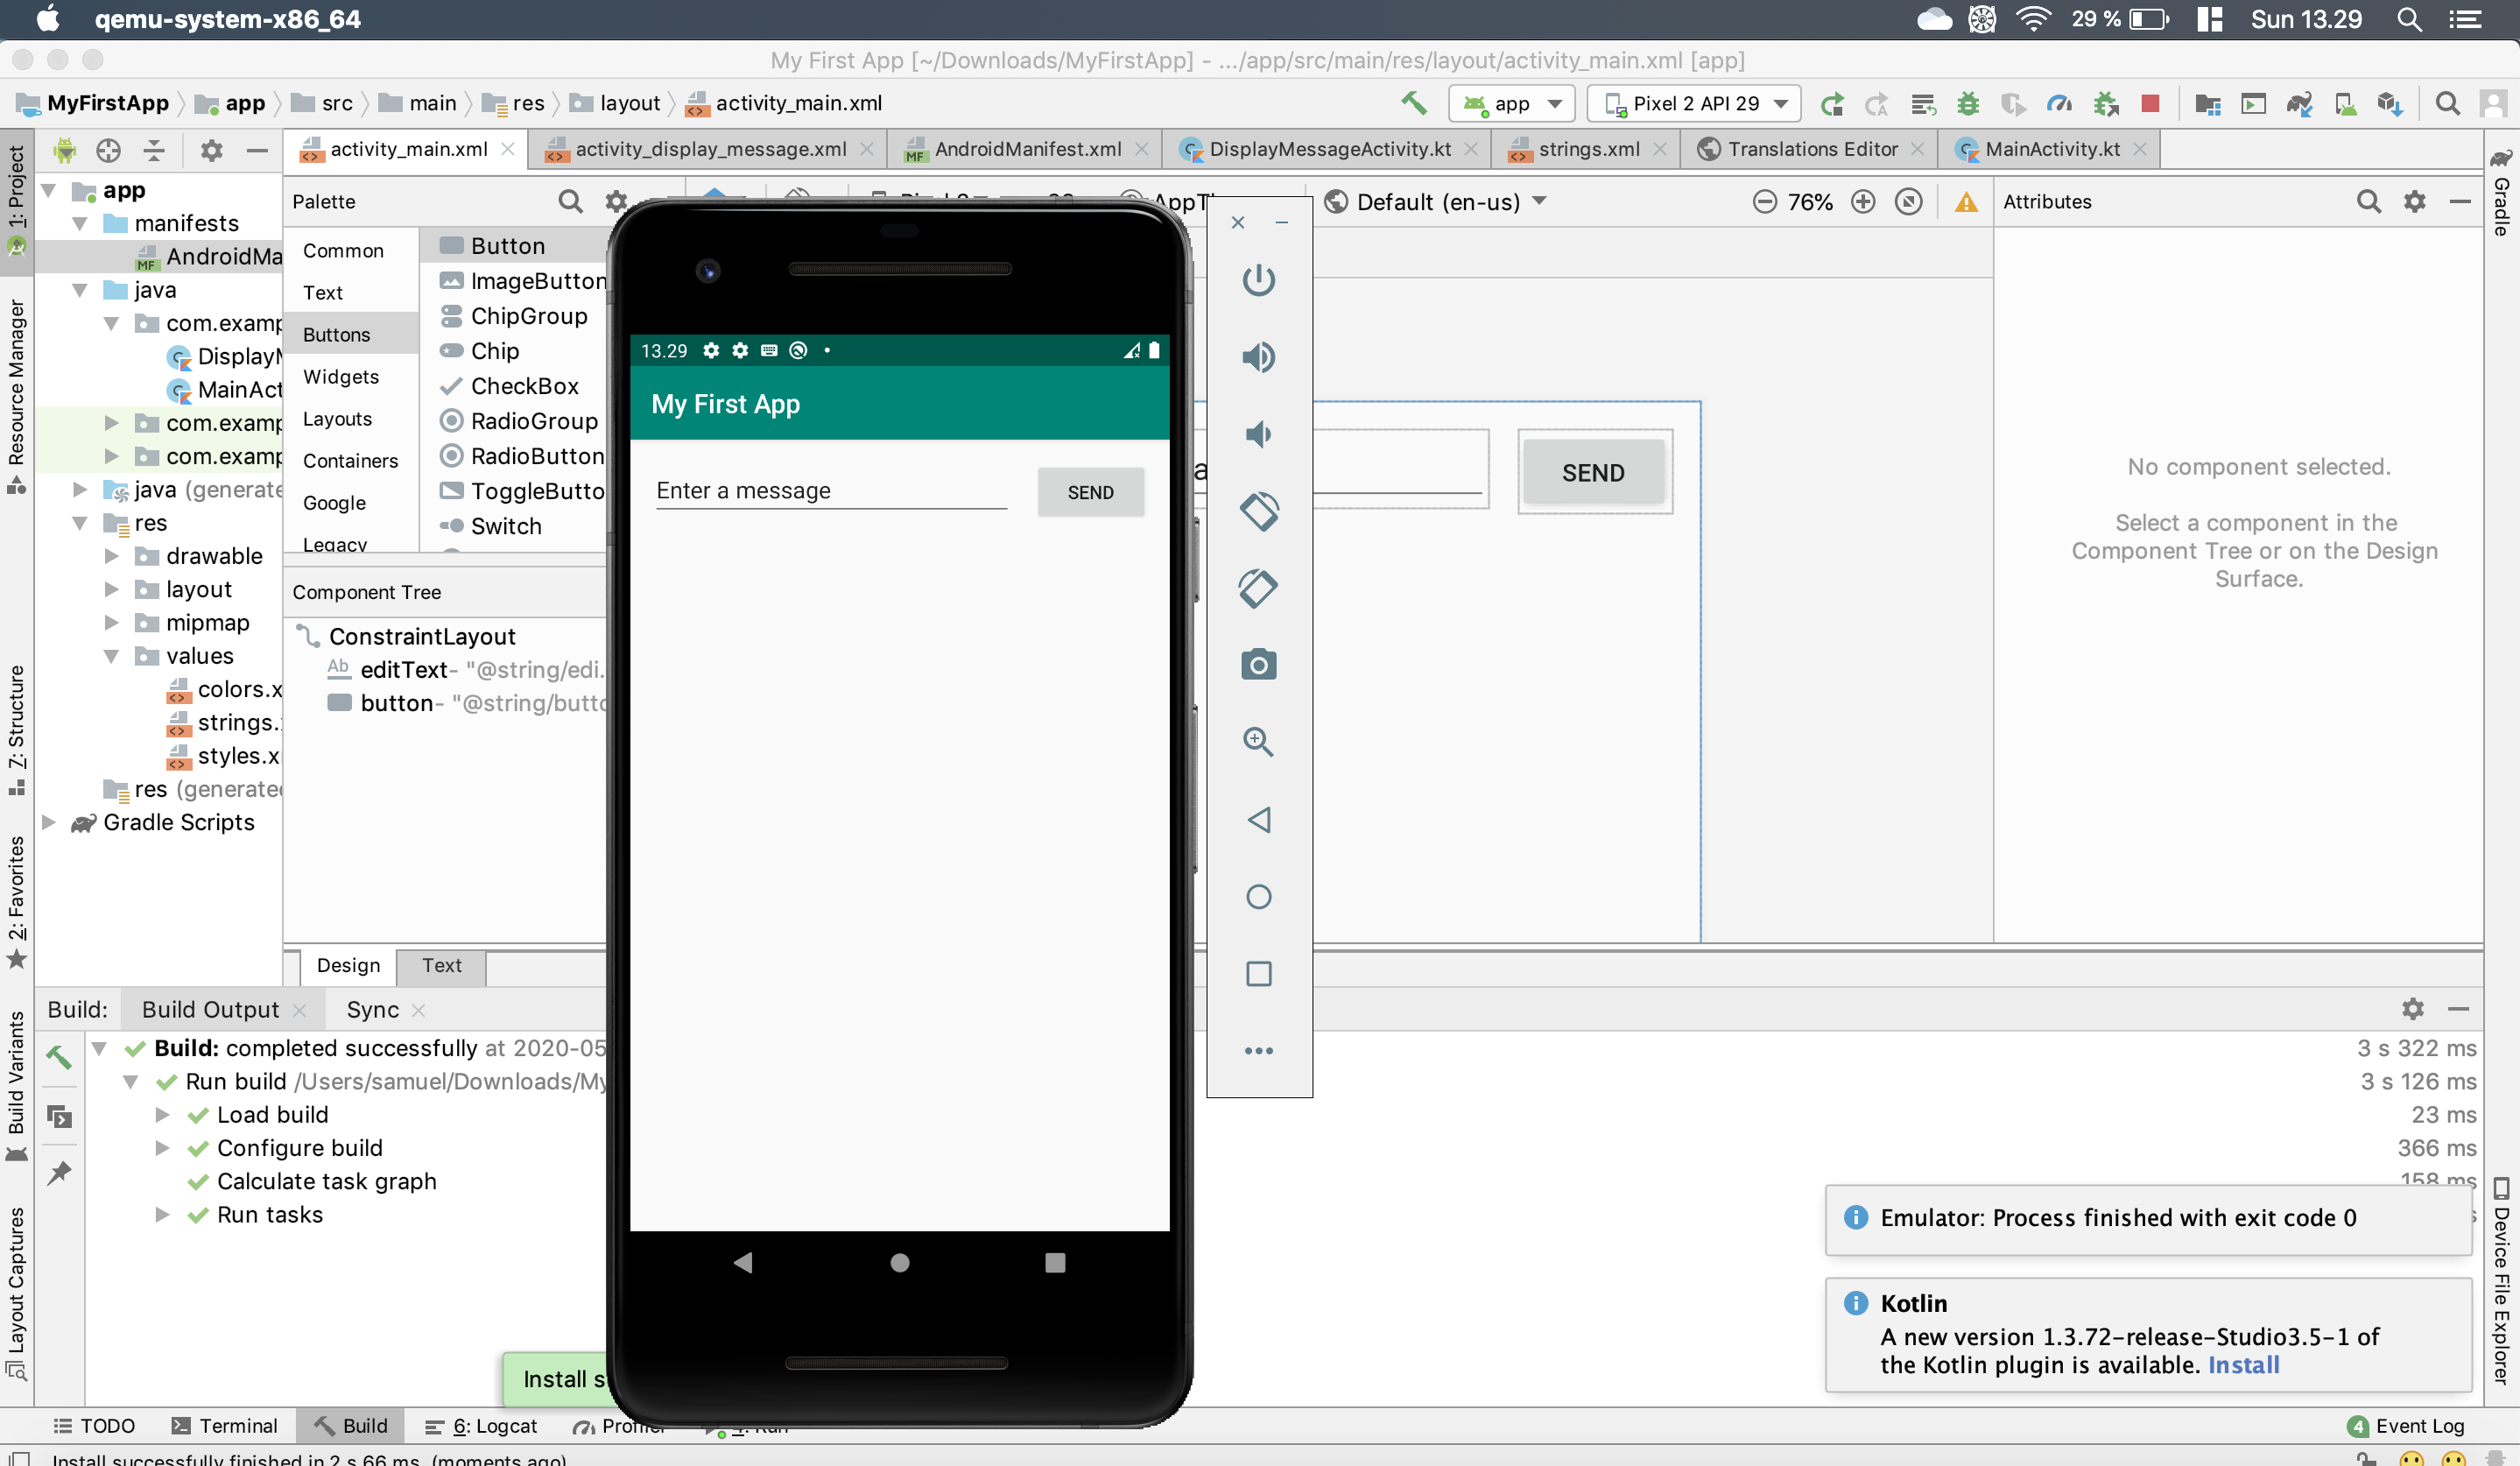 qemu-system-x86_64
29 %
Sun 13.29
My First App [~/Downloads/MyFirstApp] - .../app/src/main/res/layout/activity_main.xml [app]
MyFirstApp app src main res layout activity_main.xml
app Pixel 2 API 29
activity_main.xml activity_display_message.xml AndroidManifest.xml DisplayMessageActivity.kt strings.xml Translations Editor MainActivity.kt
1: Project
Resource Manager
7: Structure
2: Favorites
Build Variants
Layout Captures
app
manifests
AndroidMa
java
com.examp
DisplayM
MainAct
com.examp
com.examp
java (generate
res
drawable
layout
mipmap
values
colors.x
strings.
styles.x
res (generate
Gradle Scripts
Palette
Common
Text
Buttons
Widgets
Layouts
Containers
Google
Legacy
Button
ImageButton
ChipGroup
Chip
CheckBox
RadioGroup
RadioButton
ToggleButto
Switch
Component Tree
ConstraintLayout
Ab editText- "@string/edi.
button- "@string/butto
Design Text
13.29
My First App
Enter a message
SEND
AppT
Default (en-us)
76%
SEND
Attributes
No component selected.
Select a component in the
Component Tree or on the Design
Surface.
Gradle
Device File Explorer
Build: Build Output Sync
Build: completed successfully at 2020-05
3 s 322 ms
Run build /Users/samuel/Downloads/My
3 s 126 ms
Load build
23 ms
Configure build
366 ms
Calculate task graph
158 ms
Run tasks
Emulator: Process finished with exit code 0
Kotlin
A new version 1.3.72-release-Studio3.5-1 of
the Kotlin plugin is available. Install
Install s
TODO Terminal Build 6: Logcat Profiler 4: Run
4 Event Log
Install successfully finished in 2 s 66 ms. (moments ago)